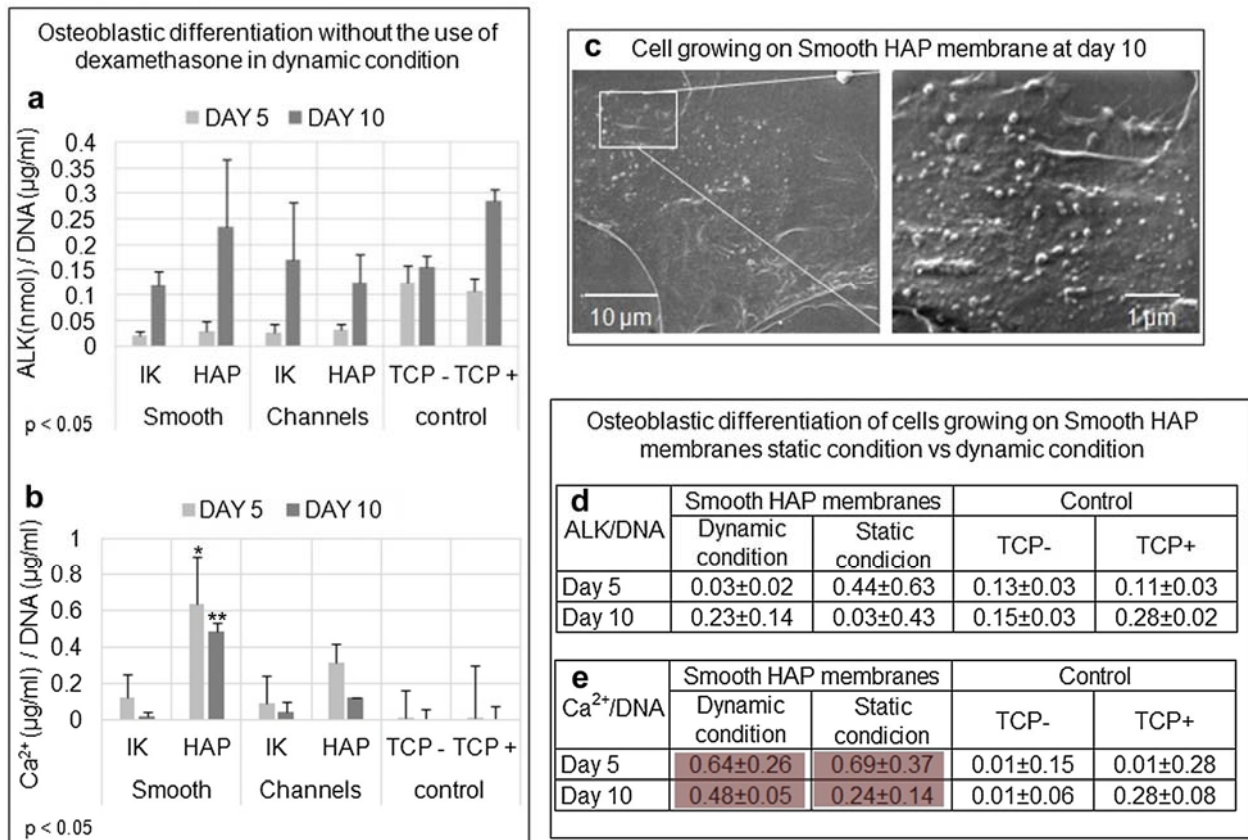 Osteoblastic differentiation without the use of
dexamethasone in dynamic condition
a
DAY 5 DAY 10
ALK(nmol) / DNA (µg/ml)
0.4
0.35
0.3
0.25
0.2
0.15
0.1
0.05
0
IK HAP IK HAP TCP - TCP +
Smooth Channels control
p < 0.05
b
DAY 5 DAY 10
Ca²⁺ (µg/ml) / DNA (µg/ml)
1
0.8
0.6
0.4
0.2
0
*
**
IK HAP IK HAP TCP - TCP +
Smooth Channels control
p < 0.05
c Cell growing on Smooth HAP membrane at day 10
10 µm
1 µm
Osteoblastic differentiation of cells growing on Smooth HAP
membranes static condition vs dynamic condition
d
ALK/DNA
Smooth HAP membranes Control
Dynamic condition Static condicion TCP- TCP+
Day 5 0.03±0.02 0.44±0.63 0.13±0.03 0.11±0.03
Day 10 0.23±0.14 0.03±0.43 0.15±0.03 0.28±0.02
e
Ca²⁺/DNA
Smooth HAP membranes Control
Dynamic condition Static condicion TCP- TCP+
Day 5 0.64±0.26 0.69±0.37 0.01±0.15 0.01±0.28
Day 10 0.48±0.05 0.24±0.14 0.01±0.06 0.28±0.08